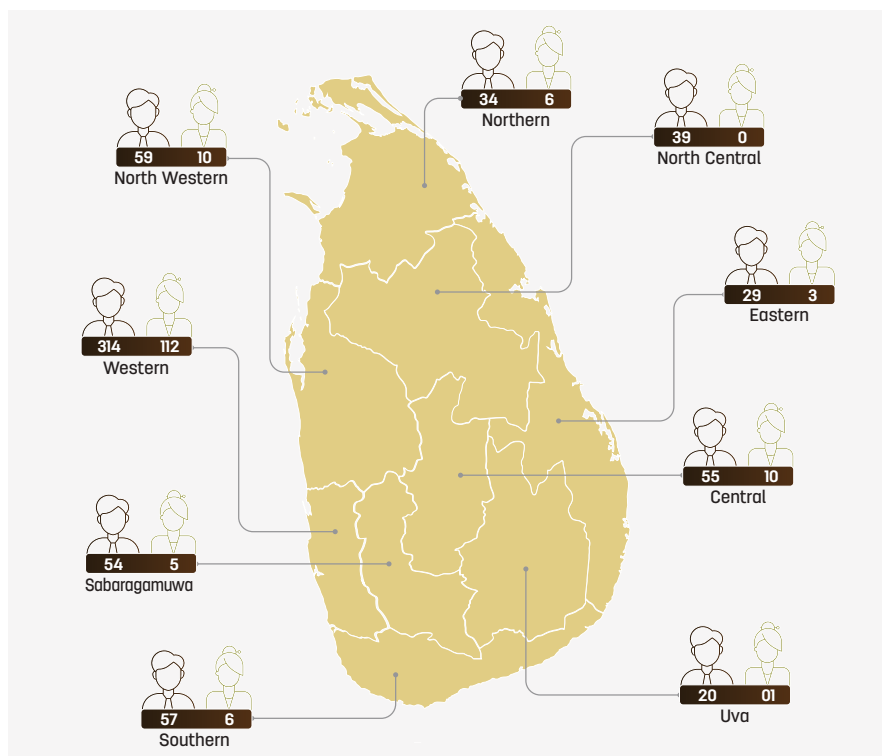 34 6
Northern
39 0
North Central
59 10
North Western
29 3
Eastern
314 112
Western
55 10
Central
54 5
Sabaragamuwa
20 01
Uva
57 6
Southern